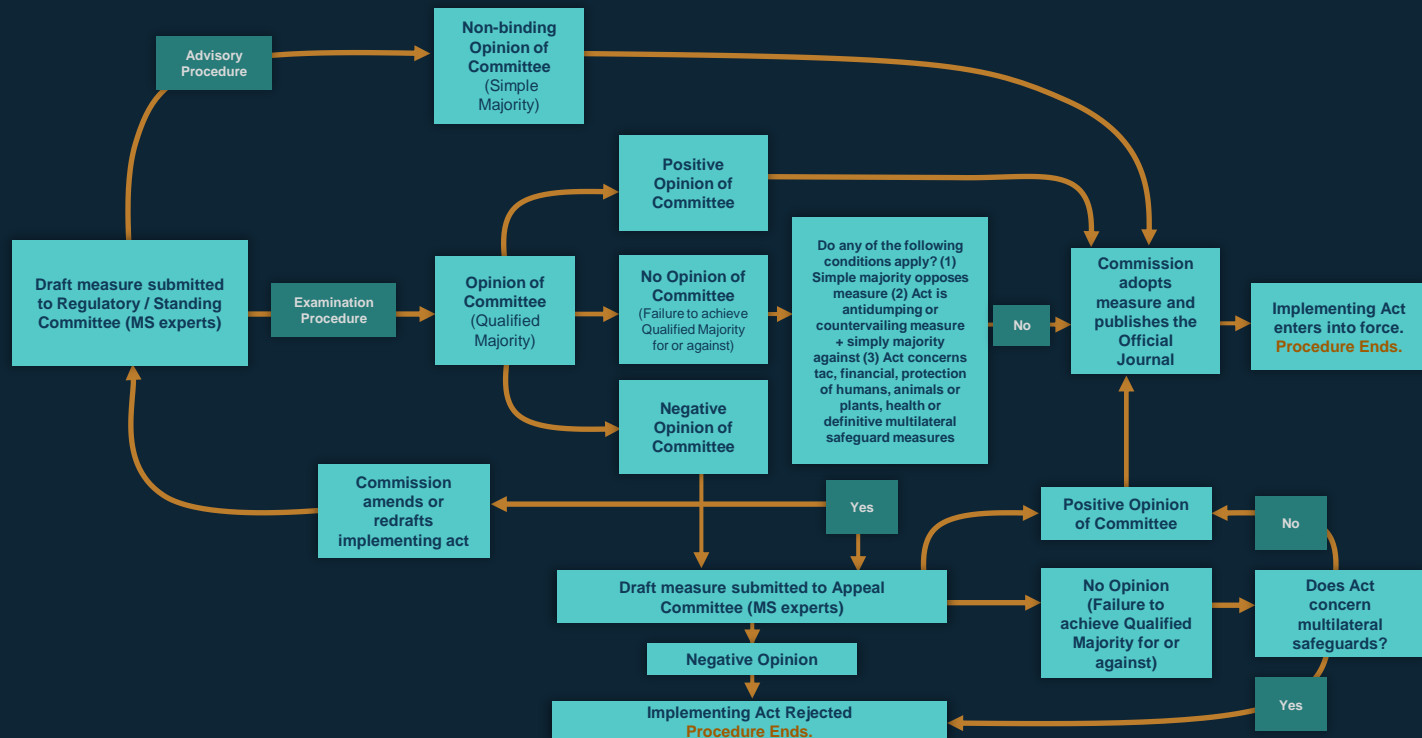 Non-binding
Opinion of
Committee
(Simple
Majority)
Advisory
Procedure
Positive
Opinion of
Committee
Draft measure submitted
to Regulatory / Standing
Committee (MS experts)
Examination
Procedure
Opinion of
Committee
(Qualified
Majority)
No Opinion of
Committee
(Failure to achieve
Qualified Majority
for or against)
Do any of the following
conditions apply? (1)
Simple majority opposes
measure (2) Act is
antidumping or
countervailing measure
+ simply majority
against (3) Act concerns
tac, financial, protection
of humans, animals or
plants, health or
definitive multilateral
safeguard measures
No
Commission
adopts
measure and
publishes the
Official
Journal
Implementing Act
enters into force.
Procedure Ends.
Negative
Opinion of
Committee
Commission
amends or
redrafts
implementing act
Yes
Positive Opinion
of Committee
No
Draft measure submitted to Appeal
Committee (MS experts)
No Opinion
(Failure to
achieve Qualified
Majority for or
against)
Does Act
concern
multilateral
safeguards?
Negative Opinion
Yes
Implementing Act Rejected
Procedure Ends.